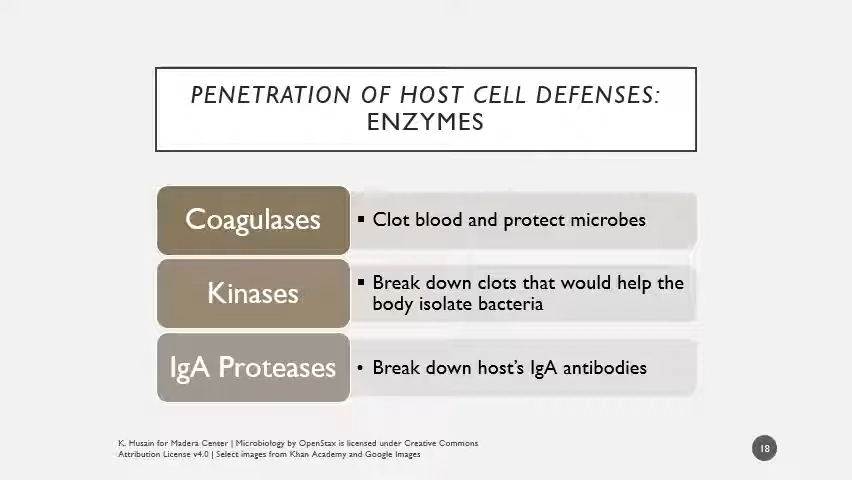 PENETRATION OF HOST CELL DEFENSES:
ENZYMES
Coagulases
▪ Clot blood and protect microbes
Kinases
▪ Break down clots that would help the
body isolate bacteria
IgA Proteases
• Break down host's IgA antibodies
K. Husain for Madera Center | Microbiology by OpenStax is licensed under Creative Commons
Attribution License v4.0 | Select images from Khan Academy and Google Images
18